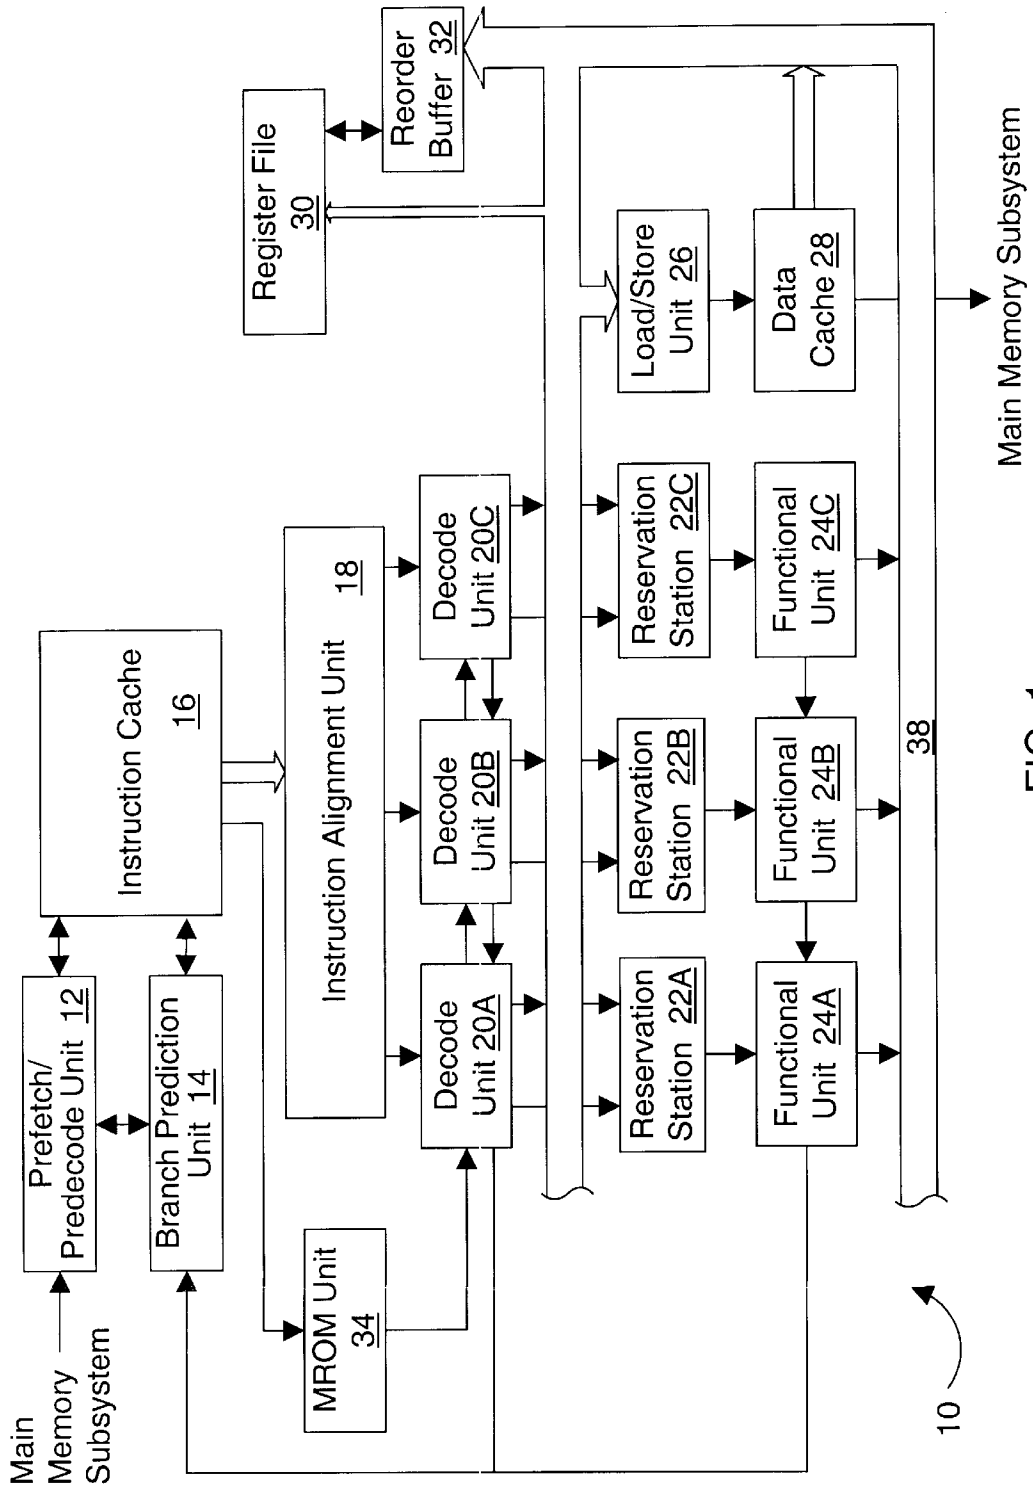 Main
Memory
Subsystem
Prefetch/
Predecode Unit 12
Branch Prediction
Unit 14
Instruction Cache
16
Register File
30
Reorder
Buffer 32
MROM Unit
34
Instruction Alignment Unit
18
Decode
Unit 20A
Decode
Unit 20B
Decode
Unit 20C
Reservation
Station 22A
Reservation
Station 22B
Reservation
Station 22C
Load/Store
Unit 26
Functional
Unit 24A
Functional
Unit 24B
Functional
Unit 24C
Data
Cache 28
38
10
Main Memory Subsystem
FIG. 1